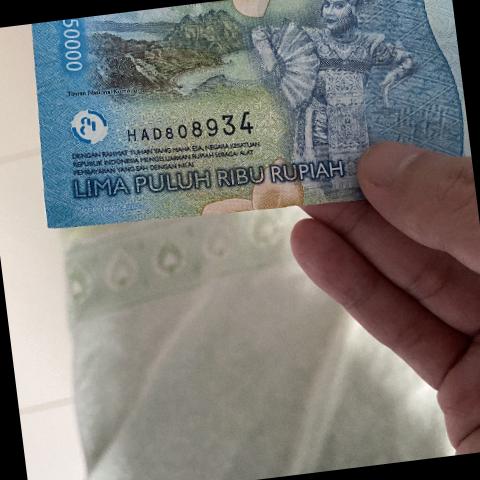 50000
Taman Nasional Komodo
HAD808934
DENGAN RAHMAT TUHAN YANG MAHA ESA, NEGARA KESATUAN
REPUBLIK INDONESIA MENGELUARKAN RUPIAH SEBAGAI ALAT
PEMBAYARAN YANG SAH DENGAN NILAI
LIMA PULUH RIBU RUPIAH